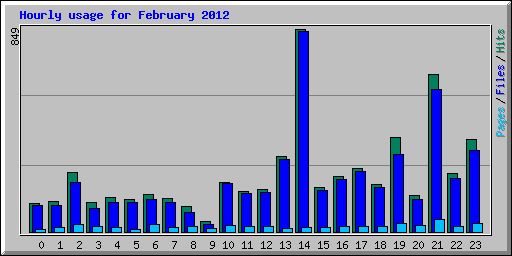 Hourly usage for February 2012
849
Pages / Files / Hits
0 1 2 3 4 5 6 7 8 9 10 11 12 13 14 15 16 17 18 19 20 21 22 23